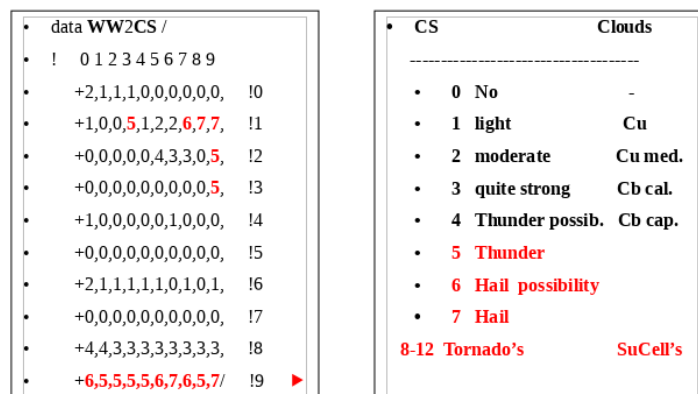 • data WW2CS /
• ! 0 1 2 3 4 5 6 7 8 9
• +2,1,1,1,0,0,0,0,0,0, !0
• +1,0,0,5,1,2,2,6,7,7, !1
• +0,0,0,0,0,4,3,3,0,5, !2
• +0,0,0,0,0,0,0,0,0,5, !3
• +1,0,0,0,0,0,1,0,0,0, !4
• +0,0,0,0,0,0,0,0,0,0, !5
• +2,1,1,1,1,1,0,1,0,1, !6
• +0,0,0,0,0,0,0,0,0,0, !7
• +4,4,3,3,3,3,3,3,3,3, !8
• +6,5,5,5,5,6,7,6,5,7/ !9
• CS Clouds
-------------------------------------
• 0 No -
• 1 light Cu
• 2 moderate Cu med.
• 3 quite strong Cb cal.
• 4 Thunder possib. Cb cap.
• 5 Thunder
• 6 Hail possibility
• 7 Hail
8-12 Tornado's SuCell's